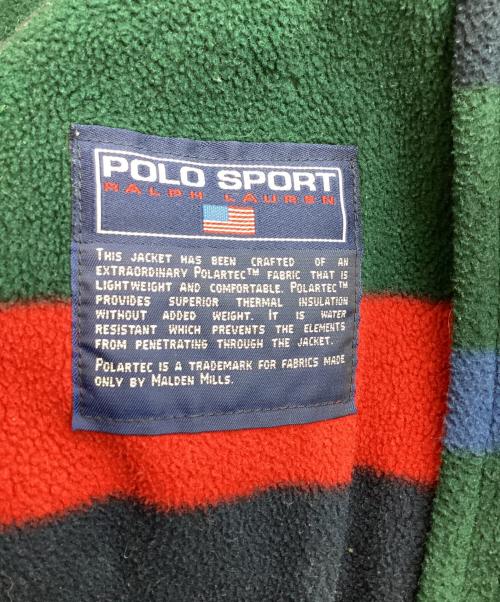 POLO SPORT
RALPH LAUREN
THIS JACKET HAS BEEN CRAFTED OF AN
EXTRAORDINARY POLARTEC™ FABRIC THAT IS
LIGHTWEIGHT AND COMFORTABLE. POLARTEC™
PROVIDES SUPERIOR THERMAL INSULATION
WITHOUT ADDED WEIGHT. IT IS WATER
RESISTANT WHICH PREVENTS THE ELEMENTS
FROM PENETRATING THROUGH THE JACKET.
POLARTEC IS A TRADEMARK FOR FABRICS MADE
ONLY BY MALDEN MILLS.